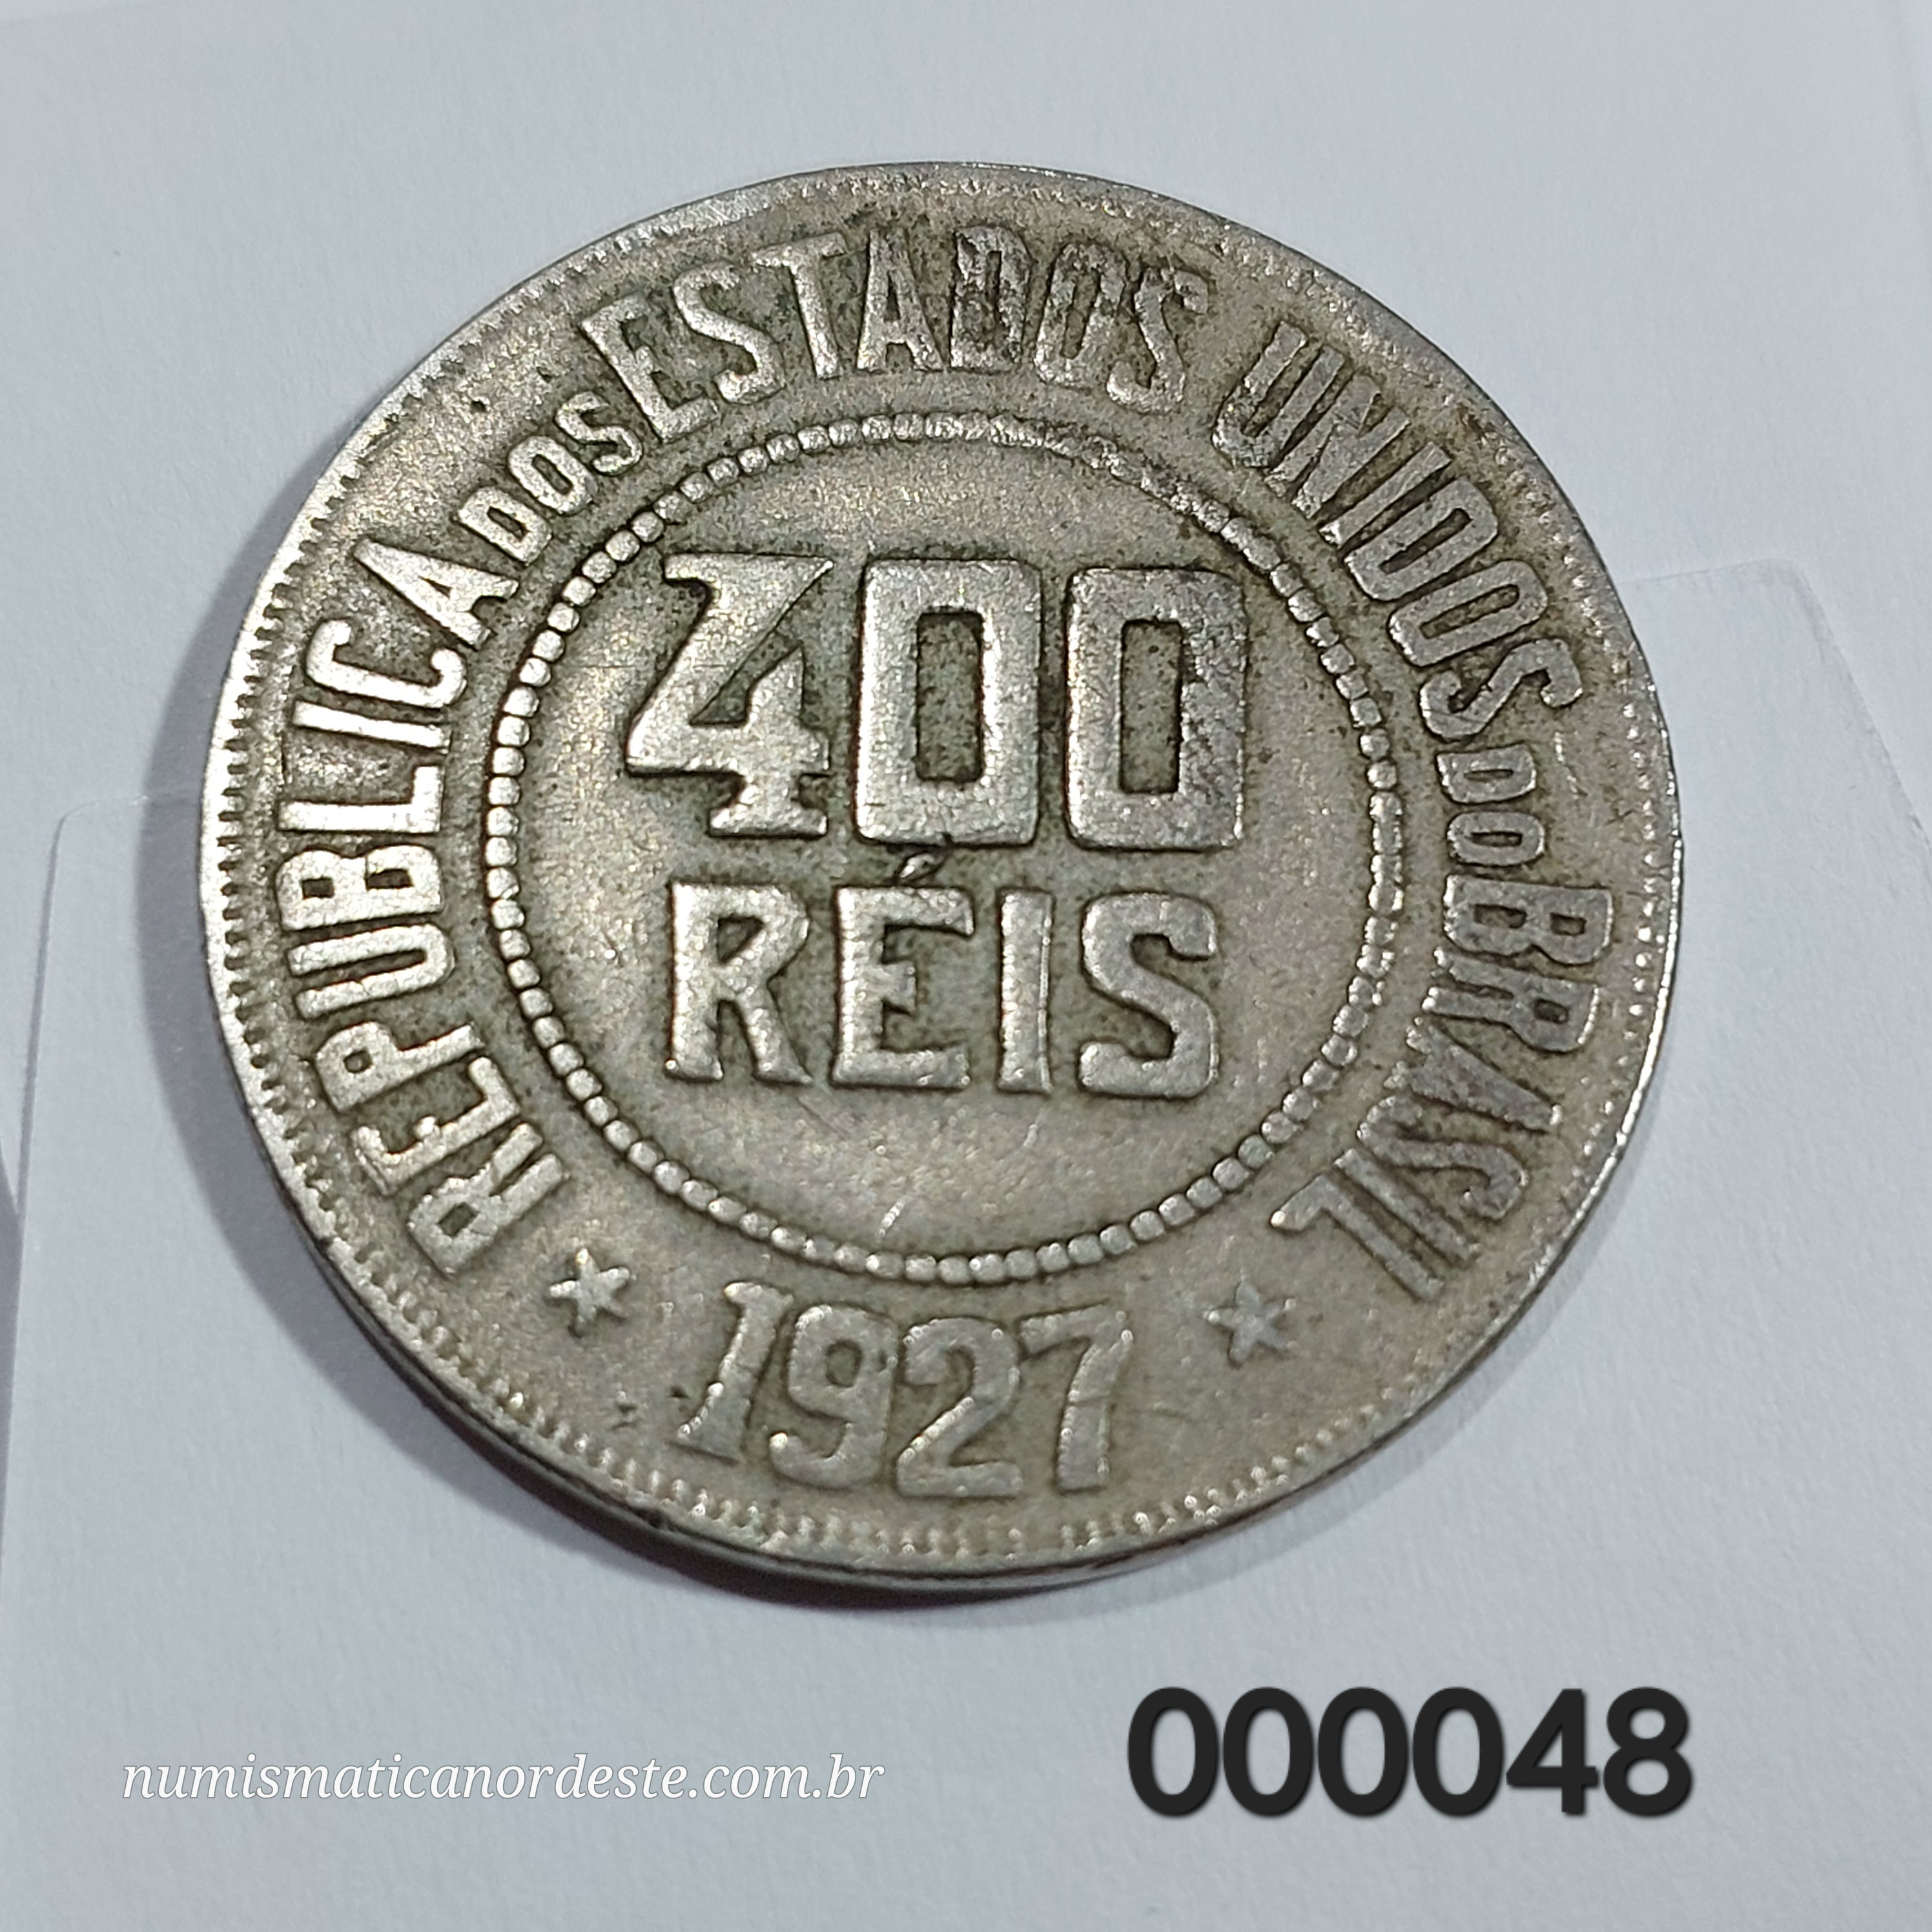 REPUBLICA DOS ESTADOS UNIDOS DO BRASIL
400
RÉIS
★ 1927 ★
numismaticanordeste.com.br
000048